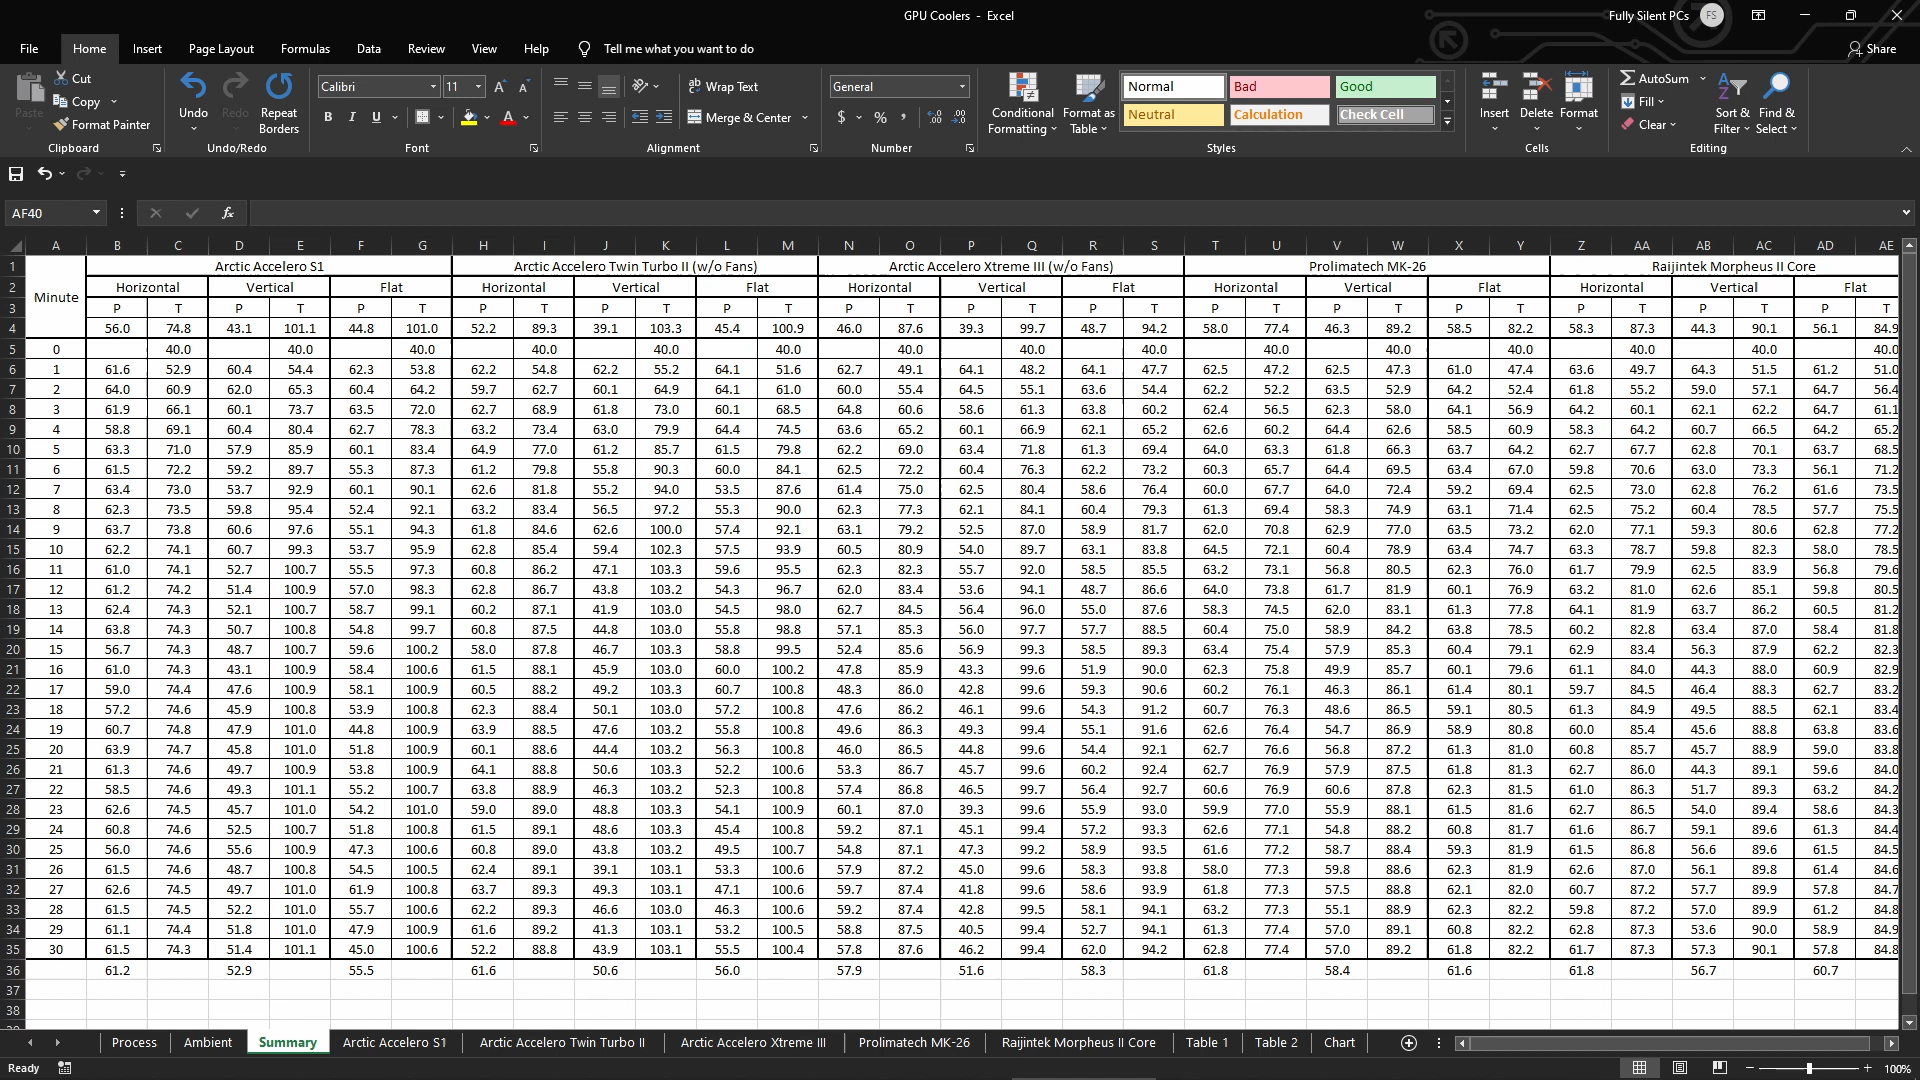 GPU Coolers - Excel
Fully Silent PCs FS
File Home Insert Page Layout Formulas Data Review View Help Tell me what you want to do Share
Paste Cut Copy Format Painter Clipboard
Undo Redo Repeat Borders Undo/Redo
Calibri 11 B I U A Font
Wrap Text Merge & Center Alignment
General $ % , Number
Conditional Formatting Format as Table Normal Bad Good Neutral Calculation Check Cell Styles
Insert Delete Format Cells
AutoSum Fill Clear Sort & Filter Find & Select Editing
AF40 fx
A B C D E F G H I J K L M N O P Q R S T U V W X Y Z AA AB AC AD AE
1 Minute Arctic Accelero S1 Arctic Accelero Twin Turbo II (w/o Fans) Arctic Accelero Xtreme III (w/o Fans) Prolimatech MK-26 Raijintek Morpheus II Core
2 Horizontal Vertical Flat Horizontal Vertical Flat Horizontal Vertical Flat Horizontal Vertical Flat Horizontal Vertical Flat
3 P T P T P T P T P T P T P T P T P T P T P T P T P T P T P T
4 56.0 74.8 43.1 101.1 44.8 101.0 52.2 89.3 39.1 103.3 45.4 100.9 46.0 87.6 39.3 99.7 48.7 94.2 58.0 77.4 46.3 89.2 58.5 82.2 58.3 87.3 44.3 90.1 56.1 84.9
5 0 40.0 40.0 40.0 40.0 40.0 40.0 40.0 40.0 40.0 40.0 40.0 40.0 40.0 40.0 40.0
6 1 61.6 52.9 60.4 54.4 62.3 53.8 62.2 54.8 62.2 55.2 64.1 51.6 62.7 49.1 64.1 48.2 64.1 47.7 62.5 47.2 62.5 47.3 61.0 47.4 63.6 49.7 64.3 51.5 61.2 51.0
7 2 64.0 60.9 62.0 65.3 60.4 64.2 59.7 62.7 60.1 64.9 64.1 61.0 60.0 55.4 64.5 55.1 63.6 54.4 62.2 52.2 63.5 52.9 64.2 52.4 61.8 55.2 59.0 57.1 64.7 56.4
8 3 61.9 66.1 60.1 73.7 63.5 72.0 62.7 68.9 61.8 73.0 60.1 68.5 64.8 60.6 58.6 61.3 63.8 60.2 62.4 56.5 62.3 58.0 64.1 56.9 64.2 60.1 62.1 62.2 64.7 61.1
9 4 58.8 69.1 60.4 80.4 62.7 78.3 63.2 73.4 63.0 79.9 64.4 74.5 63.6 65.2 60.1 66.9 62.1 65.2 62.6 60.2 64.4 62.6 58.5 60.9 58.3 64.2 60.7 66.5 64.2 65.2
10 5 63.3 71.0 57.9 85.9 60.1 83.4 64.9 77.0 61.2 85.7 61.5 79.8 62.2 69.0 63.4 71.8 61.3 69.4 64.0 63.3 61.8 66.3 63.7 64.2 62.7 67.7 62.8 70.1 63.7 68.5
11 6 61.5 72.2 59.2 89.7 55.3 87.3 61.2 79.8 55.8 90.3 60.0 84.1 62.5 72.2 60.4 76.3 62.2 73.2 60.3 65.7 64.4 69.5 63.4 67.0 59.8 70.6 63.0 73.3 56.1 71.2
12 7 63.4 73.0 53.7 92.9 60.1 90.1 62.6 81.8 55.2 94.0 53.5 87.6 61.4 75.0 62.5 80.4 58.6 76.4 60.0 67.7 64.0 72.4 59.2 69.4 62.5 73.0 62.8 76.2 61.6 73.5
13 8 62.3 73.5 59.8 95.4 52.4 92.1 63.2 83.4 56.5 97.2 55.3 90.0 62.3 77.3 62.1 84.1 60.4 79.3 61.3 69.4 58.3 74.9 63.1 71.4 62.5 75.2 60.4 78.5 57.7 75.5
14 9 63.7 73.8 60.6 97.6 55.1 94.3 61.8 84.6 62.6 100.0 57.4 92.1 63.1 79.2 52.5 87.0 58.9 81.7 62.0 70.8 62.9 77.0 63.5 73.2 62.0 77.1 59.3 80.6 62.8 77.2
15 10 62.2 74.1 60.7 99.3 53.7 95.9 62.8 85.4 59.4 102.3 57.5 93.9 60.5 80.9 54.0 89.7 63.1 83.8 64.5 72.1 60.4 78.9 63.4 74.7 63.3 78.7 59.8 82.3 58.0 78.5
16 11 61.0 74.1 52.7 100.7 55.5 97.3 60.8 86.2 47.1 103.3 59.6 95.5 62.3 82.3 55.7 92.0 58.5 85.5 63.2 73.1 56.8 80.5 62.3 76.0 61.7 79.9 62.5 83.9 56.8 79.6
17 12 61.2 74.2 51.4 100.9 57.0 98.3 62.8 86.7 43.8 103.2 54.3 96.7 62.0 83.4 53.6 94.1 48.7 86.6 64.0 73.8 61.7 81.9 60.1 76.9 63.2 81.0 62.6 85.1 59.8 80.5
18 13 62.4 74.3 52.1 100.7 58.7 99.1 60.2 87.1 41.9 103.0 54.5 98.0 62.7 84.5 56.4 96.0 55.0 87.6 58.3 74.5 62.0 83.1 61.3 77.8 64.1 81.9 63.7 86.2 60.5 81.2
19 14 63.8 74.3 50.7 100.8 54.8 99.7 60.8 87.5 44.8 103.0 55.8 98.8 57.1 85.3 56.0 97.7 57.7 88.5 60.4 75.0 58.9 84.2 63.8 78.5 60.2 82.8 63.4 87.0 58.4 81.8
20 15 56.7 74.3 48.7 100.7 59.6 100.2 58.0 87.8 46.7 103.3 58.8 99.5 52.4 85.6 56.9 99.3 58.5 89.3 63.4 75.4 57.9 85.3 60.4 79.1 62.9 83.4 56.3 87.9 62.2 82.3
21 16 61.0 74.3 43.1 100.9 58.4 100.6 61.5 88.1 45.9 103.0 60.0 100.2 47.8 85.9 43.3 99.6 51.9 90.0 62.3 75.8 49.9 85.7 60.1 79.6 61.1 84.0 44.3 88.0 60.9 82.9
22 17 59.0 74.4 47.6 100.9 58.1 100.9 60.5 88.2 49.2 103.3 60.7 100.8 48.3 86.0 42.8 99.6 59.3 90.6 60.2 76.1 46.3 86.1 61.4 80.1 59.7 84.5 46.4 88.3 62.7 83.2
23 18 57.2 74.6 45.9 100.8 53.9 100.8 62.3 88.4 50.1 103.0 57.2 100.8 47.6 86.2 46.1 99.6 54.3 91.2 60.7 76.3 48.6 86.5 59.1 80.5 61.3 84.9 49.5 88.5 62.1 83.4
24 19 60.7 74.8 47.9 101.0 44.8 100.9 63.9 88.5 47.6 103.2 55.8 100.8 49.6 86.3 49.3 99.4 55.1 91.6 62.6 76.4 54.7 86.9 58.9 80.8 60.0 85.4 45.6 88.8 63.8 83.6
25 20 63.9 74.7 45.8 101.0 51.8 100.9 60.1 88.6 44.4 103.2 56.3 100.8 46.0 86.5 44.8 99.6 54.4 92.1 62.7 76.6 56.8 87.2 61.3 81.0 60.8 85.7 45.7 88.9 59.0 83.8
26 21 61.3 74.6 49.7 100.9 53.8 100.9 64.1 88.8 50.6 103.3 52.2 100.6 53.3 86.7 45.7 99.6 60.2 92.4 62.7 76.9 57.9 87.5 61.8 81.3 62.7 86.0 44.3 89.1 59.6 84.0
27 22 58.5 74.6 49.3 101.1 55.2 100.7 63.8 88.9 46.3 103.2 52.3 100.8 57.4 86.8 46.5 99.7 56.4 92.7 60.6 76.9 60.6 87.8 62.3 81.5 61.0 86.3 51.7 89.3 63.2 84.2
28 23 62.6 74.5 45.7 101.0 54.2 101.0 59.0 89.0 48.8 103.3 54.1 100.9 60.1 87.0 39.3 99.6 55.9 93.0 59.9 77.0 55.9 88.1 61.5 81.6 62.7 86.5 54.0 89.4 58.6 84.3
29 24 60.8 74.6 52.5 100.7 51.8 100.8 61.5 89.1 48.6 103.3 45.4 100.8 59.2 87.1 45.1 99.4 57.2 93.3 62.6 77.1 54.8 88.2 60.8 81.7 61.6 86.7 59.1 89.6 61.3 84.4
30 25 56.0 74.6 55.6 100.9 47.3 100.6 60.8 89.0 43.8 103.2 49.5 100.7 54.8 87.1 47.3 99.2 58.9 93.5 61.6 77.2 58.7 88.4 59.3 81.9 61.5 86.8 56.6 89.6 61.5 84.5
31 26 61.5 74.6 48.7 100.8 54.5 100.5 62.4 89.1 39.1 103.1 53.3 100.6 57.9 87.2 45.0 99.6 58.3 93.8 58.0 77.3 59.8 88.6 62.3 81.9 62.6 87.0 56.1 89.8 61.4 84.6
32 27 62.6 74.5 49.7 101.0 61.9 100.8 63.7 89.3 49.3 103.1 47.1 100.6 59.7 87.4 41.8 99.6 58.6 93.9 61.8 77.3 57.5 88.8 62.1 82.0 60.7 87.2 57.7 89.9 57.8 84.7
33 28 61.5 74.5 52.2 101.0 55.7 100.6 62.2 89.3 46.6 103.0 46.3 100.6 59.2 87.4 42.8 99.5 58.1 94.1 63.2 77.3 55.1 88.9 62.3 82.2 59.8 87.2 57.0 89.9 61.2 84.8
34 29 61.1 74.4 51.8 101.0 47.9 100.9 61.6 89.2 41.3 103.1 53.2 100.5 58.8 87.5 40.5 99.4 52.7 94.1 61.3 77.4 57.0 89.1 60.8 82.2 62.8 87.3 53.6 90.0 58.9 84.9
35 30 61.5 74.3 51.4 101.1 45.0 100.6 52.2 88.8 43.9 103.1 55.5 100.4 57.8 87.6 46.2 99.4 62.0 94.2 62.8 77.4 57.0 89.2 61.8 82.2 61.7 87.3 57.3 90.1 57.8 84.8
36 61.2 52.9 55.5 61.6 50.6 56.0 57.9 51.6 58.3 61.8 58.4 61.6 61.8 56.7 60.7
37
38
Process Ambient Summary Arctic Accelero S1 Arctic Accelero Twin Turbo II Arctic Accelero Xtreme III Prolimatech MK-26 Raijintek Morpheus II Core Table 1 Table 2 Chart
Ready 100%